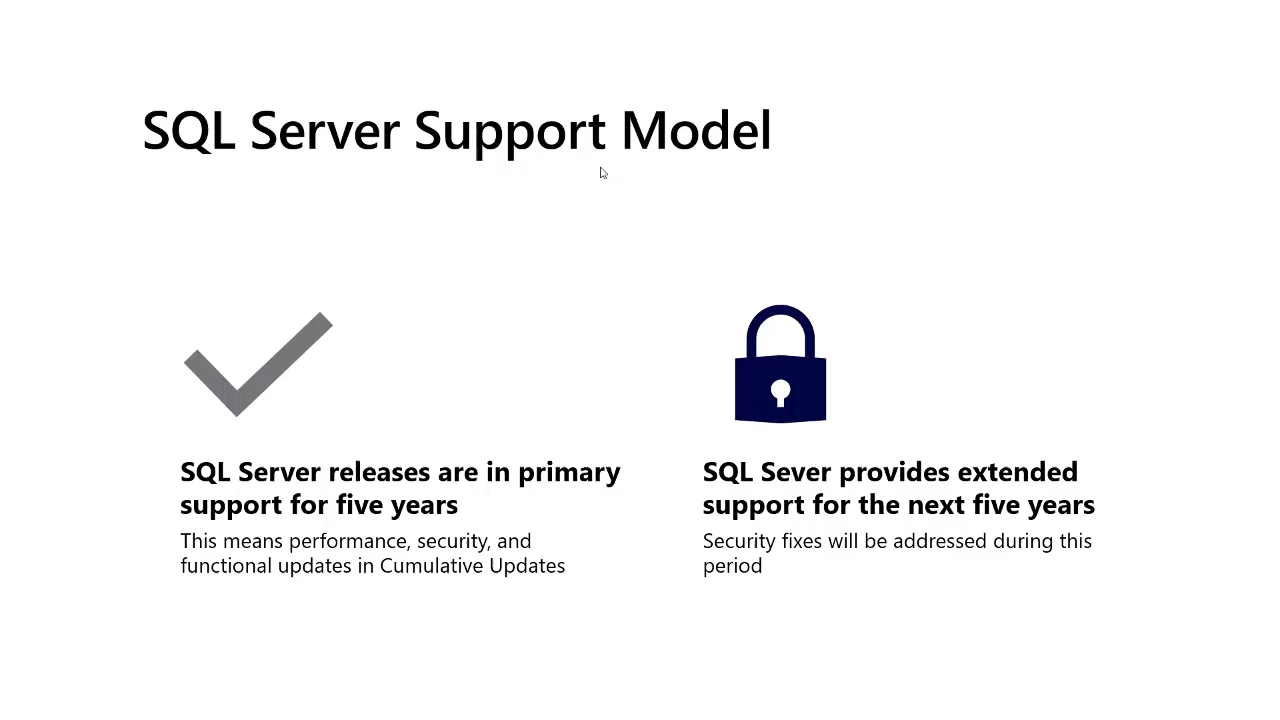 SQL Server Support Model
SQL Server releases are in primary
support for five years
This means performance, security, and
functional updates in Cumulative Updates
SQL Sever provides extended
support for the next five years
Security fixes will be addressed during this
period